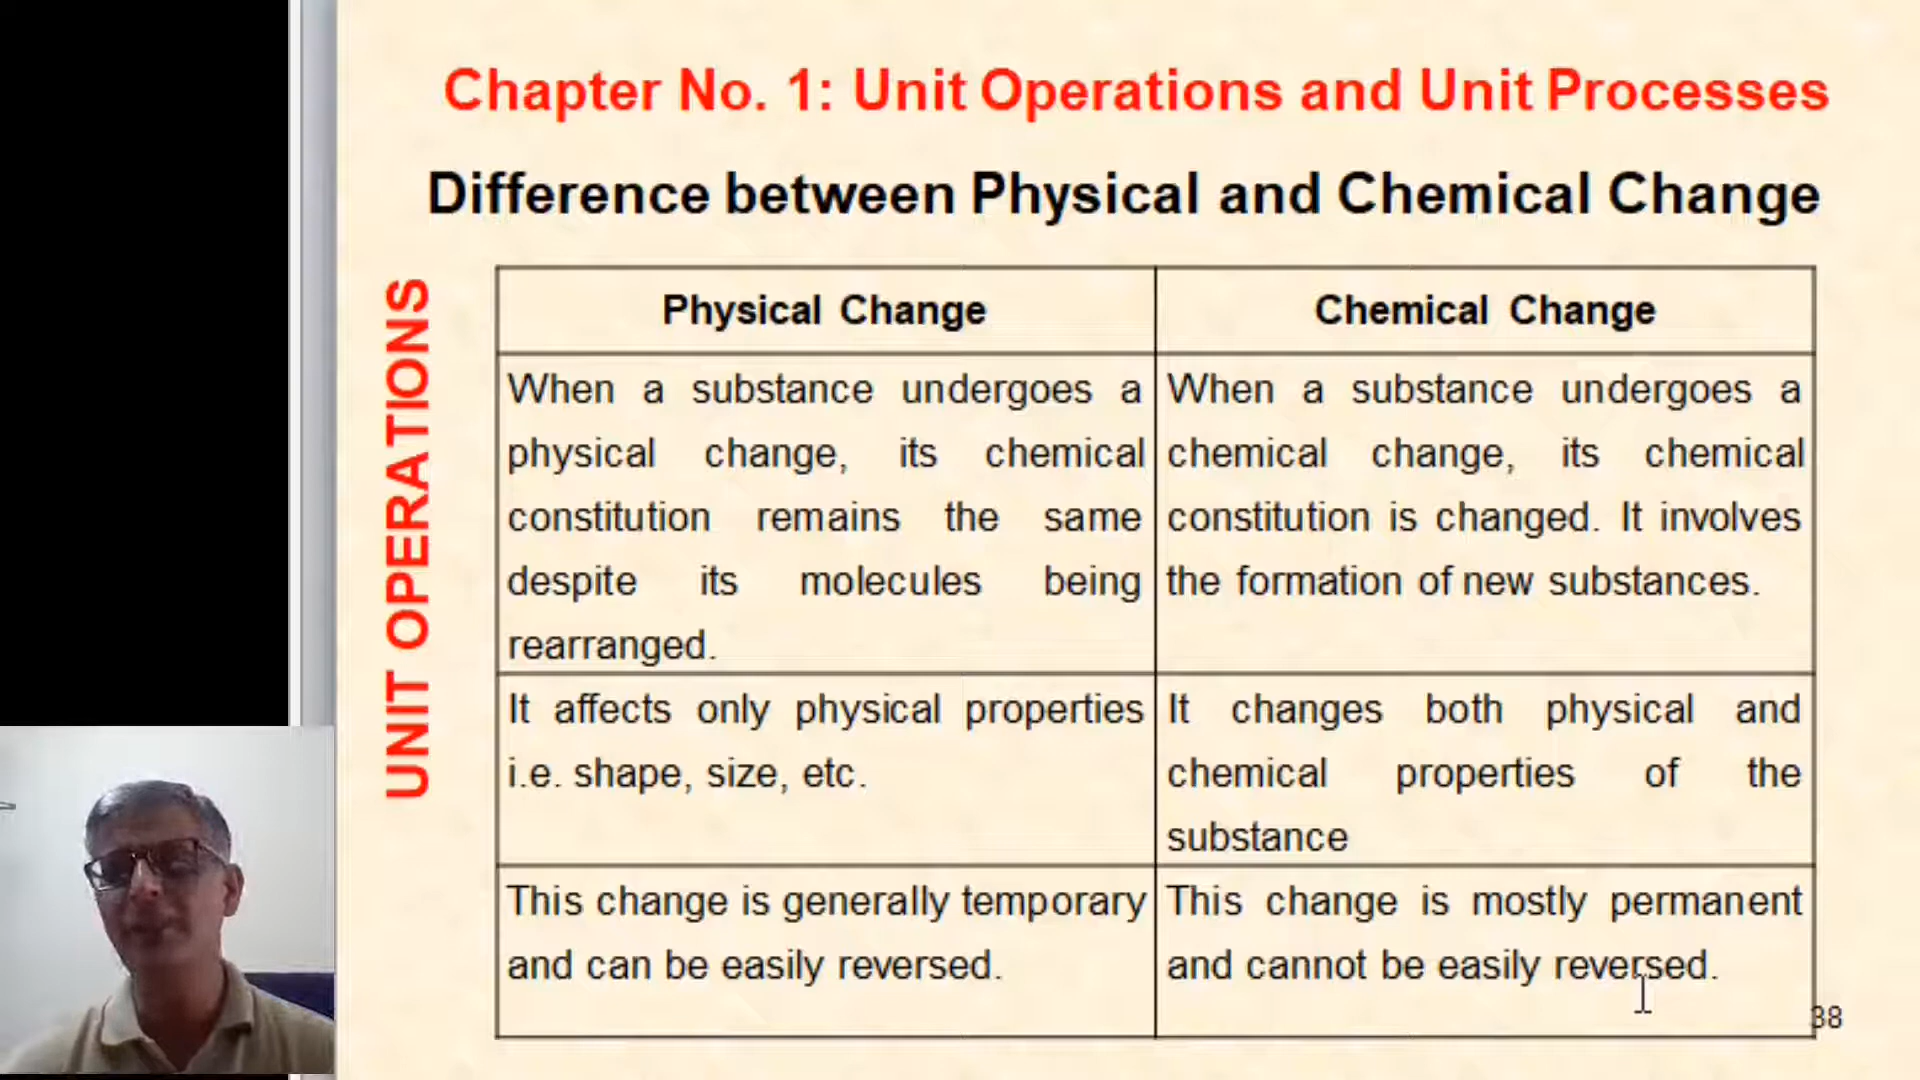 Chapter No. 1: Unit Operations and Unit Processes
Difference between Physical and Chemical Change
UNIT OPERATIONS
Physical Change
Chemical Change
When a substance undergoes a
physical change, its chemical
constitution remains the same
despite its molecules being
rearranged.
When a substance undergoes a
chemical change, its chemical
constitution is changed. It involves
the formation of new substances.
It affects only physical properties
i.e. shape, size, etc.
It changes both physical and
chemical properties of the
substance
This change is generally temporary
and can be easily reversed.
This change is mostly permanent
and cannot be easily reversed.
38